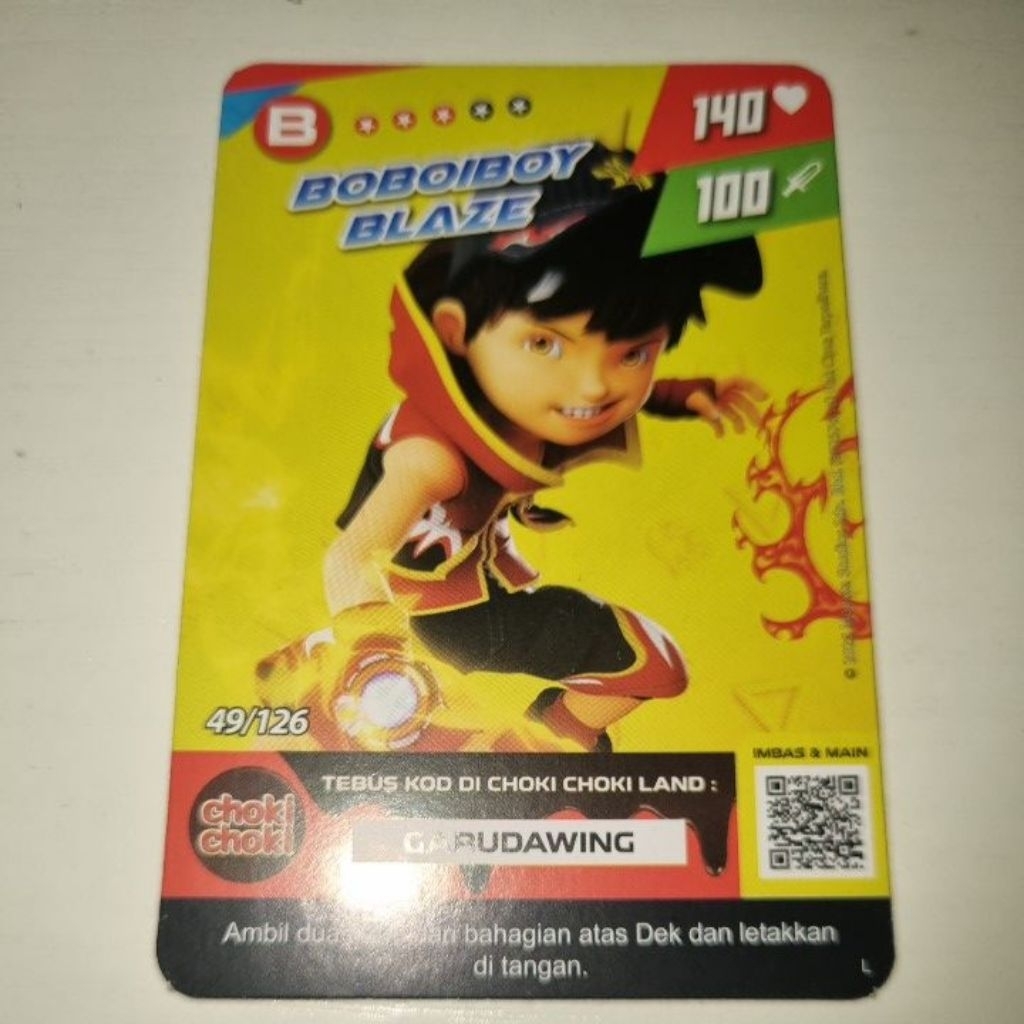 B
140
BOBOIBOY
BLAZE
100
49/126
IMBAS & MAIN
TEBUS KOD DI CHOKI CHOKI LAND :
choki
choki
GARUDAWING
Ambil dua bahagian atas Dek dan letakkan
di tangan.
L